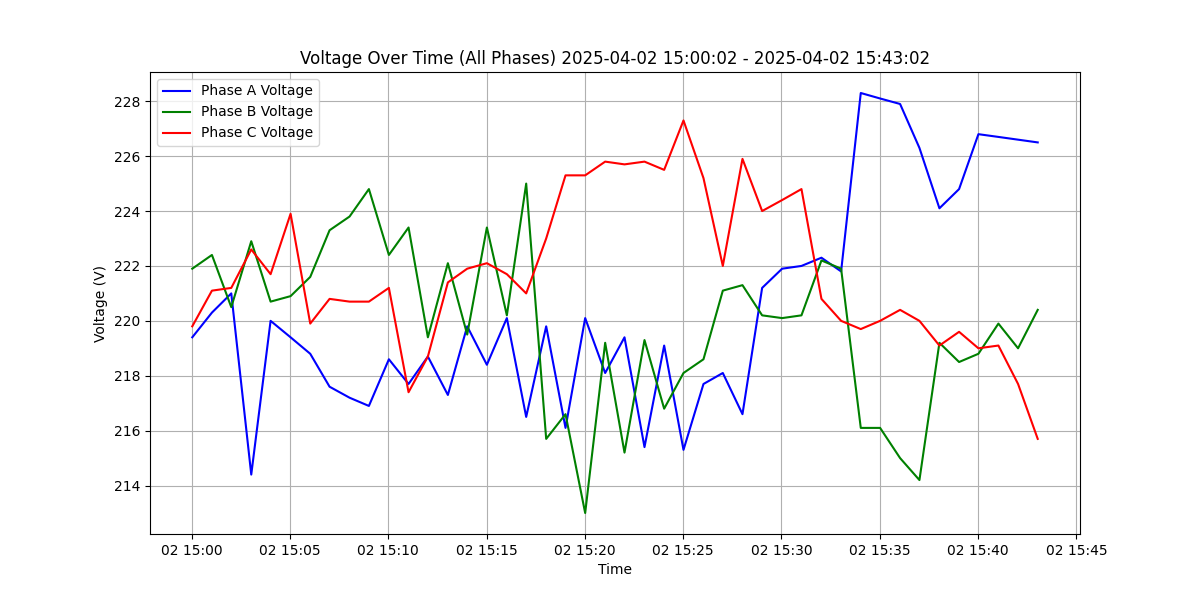 Voltage Over Time (All Phases) 2025-04-02 15:00:02 - 2025-04-02 15:43:02
Phase A Voltage
Phase B Voltage
Phase C Voltage
Voltage (V)
228
226
224
222
220
218
216
214
02 15:00 02 15:05 02 15:10 02 15:15 02 15:20 02 15:25 02 15:30 02 15:35 02 15:40 02 15:45
Time